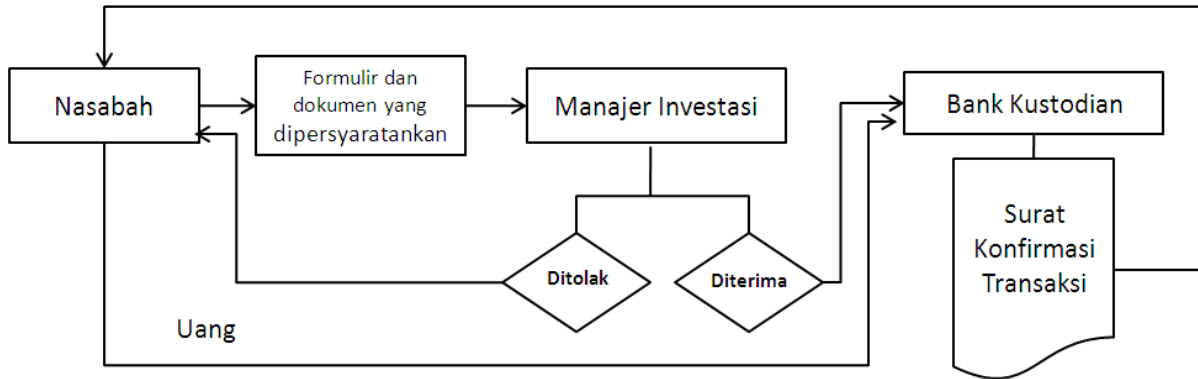 Nasabah
Formulir dan
dokumen yang
dipersyaratankan
Manajer Investasi
Bank Kustodian
Surat
Konfirmasi
Transaksi
Ditolak
Diterima
Uang